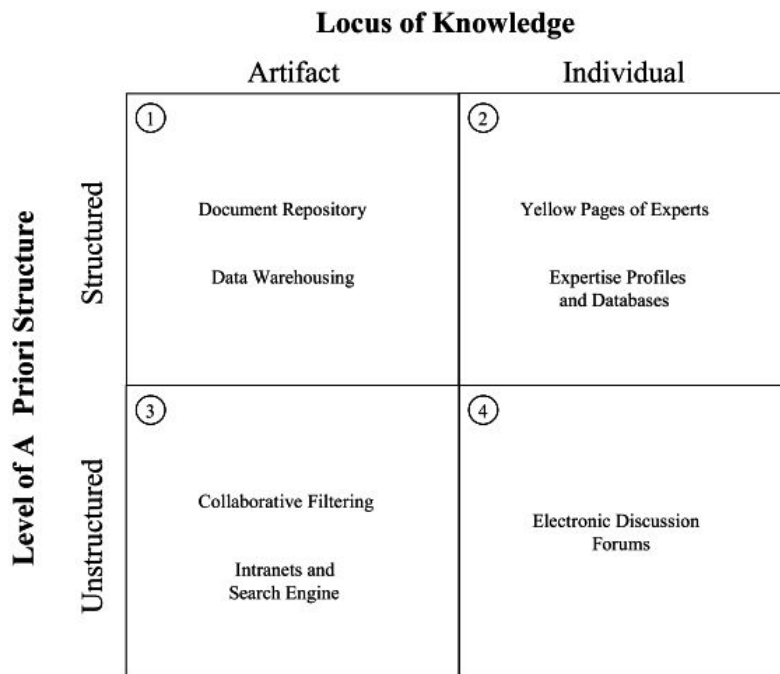 Locus of Knowledge
Artifact
Individual
Level of A Priori Structure
Structured
1
Document Repository
Data Warehousing
2
Yellow Pages of Experts
Expertise Profiles
and Databases
Unstructured
3
Collaborative Filtering
Intranets and
Search Engine
4
Electronic Discussion
Forums